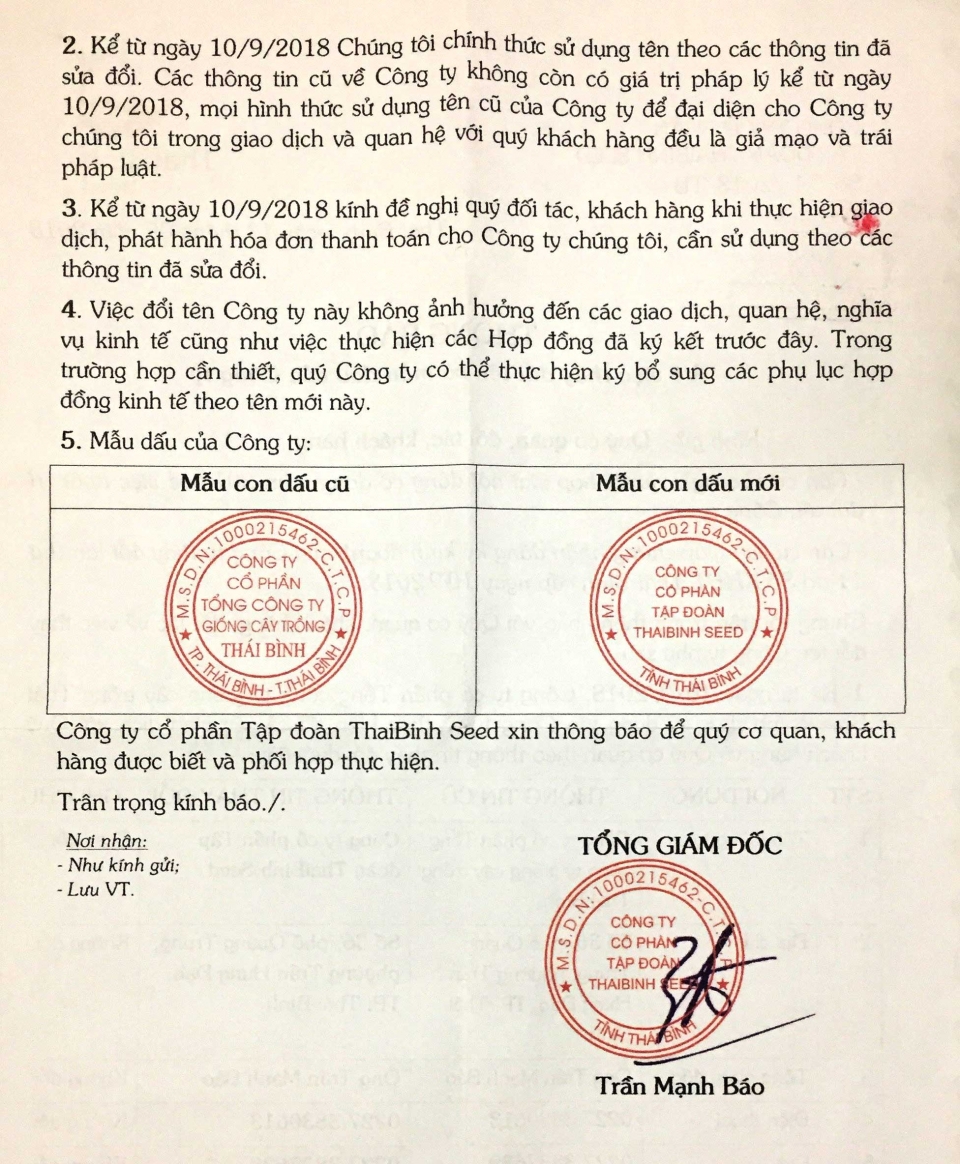 2. Kể từ ngày 10/9/2018 Chúng tôi chính thức sử dụng tên theo các thông tin đã
sửa đổi. Các thông tin cũ về Công ty không còn có giá trị pháp lý kể từ ngày
10/9/2018, mọi hình thức sử dụng tên cũ của Công ty để đại diện cho Công ty
chúng tôi trong giao dịch và quan hệ với quý khách hàng đều là giả mạo và trái
pháp luật.
3. Kể từ ngày 10/9/2018 kính đề nghị quý đối tác, khách hàng khi thực hiện giao
dịch, phát hành hóa đơn thanh toán cho Công ty chúng tôi, cần sử dụng theo các
thông tin đã sửa đổi.
4. Việc đổi tên Công ty này không ảnh hưởng đến các giao dịch, quan hệ, nghĩa
vụ kinh tế cũng như việc thực hiện các Hợp đồng đã ký kết trước đây. Trong
trường hợp cần thiết, quý Công ty có thể thực hiện ký bổ sung các phụ lục hợp
đồng kinh tế theo tên mới này.
5. Mẫu dấu của Công ty:
Mẫu con dấu cũ
Mẫu con dấu mới
M.S.D.N: 1000215462-C.T.C.P
CÔNG TY
CỔ PHẦN
TỔNG CÔNG TY
GIỐNG CÂY TRỒNG
THÁI BÌNH
TP. THÁI BÌNH - T.THÁI BÌNH
M.S.D.N: 1000215462-C.T.C.P
CÔNG TY
CỔ PHẦN
TẬP ĐOÀN
THAIBINH SEED
TỈNH THÁI BÌNH
Công ty cổ phần Tập đoàn ThaiBinh Seed xin thông báo để quý cơ quan, khách
hàng được biết và phối hợp thực hiện.
Trân trọng kính báo./.
Nơi nhận:
- Như kính gửi;
- Lưu VT.
TỔNG GIÁM ĐỐC
M.S.D.N: 1000215462-C.T.C.P
CÔNG TY
CỔ PHẦN
TẬP ĐOÀN
THAIBINH SEED
TỈNH THÁI BÌNH
Trần Mạnh Báo